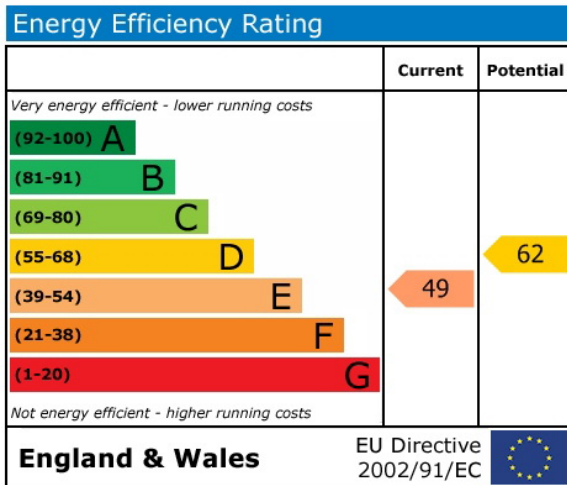 Energy Efficiency Rating
Current Potential
Very energy efficient - lower running costs
(92-100) A
(81-91) B
(69-80) C
(55-68) D
62
(39-54) E
49
(21-38) F
(1-20) G
Not energy efficient - higher running costs
England & Wales
EU Directive
2002/91/EC